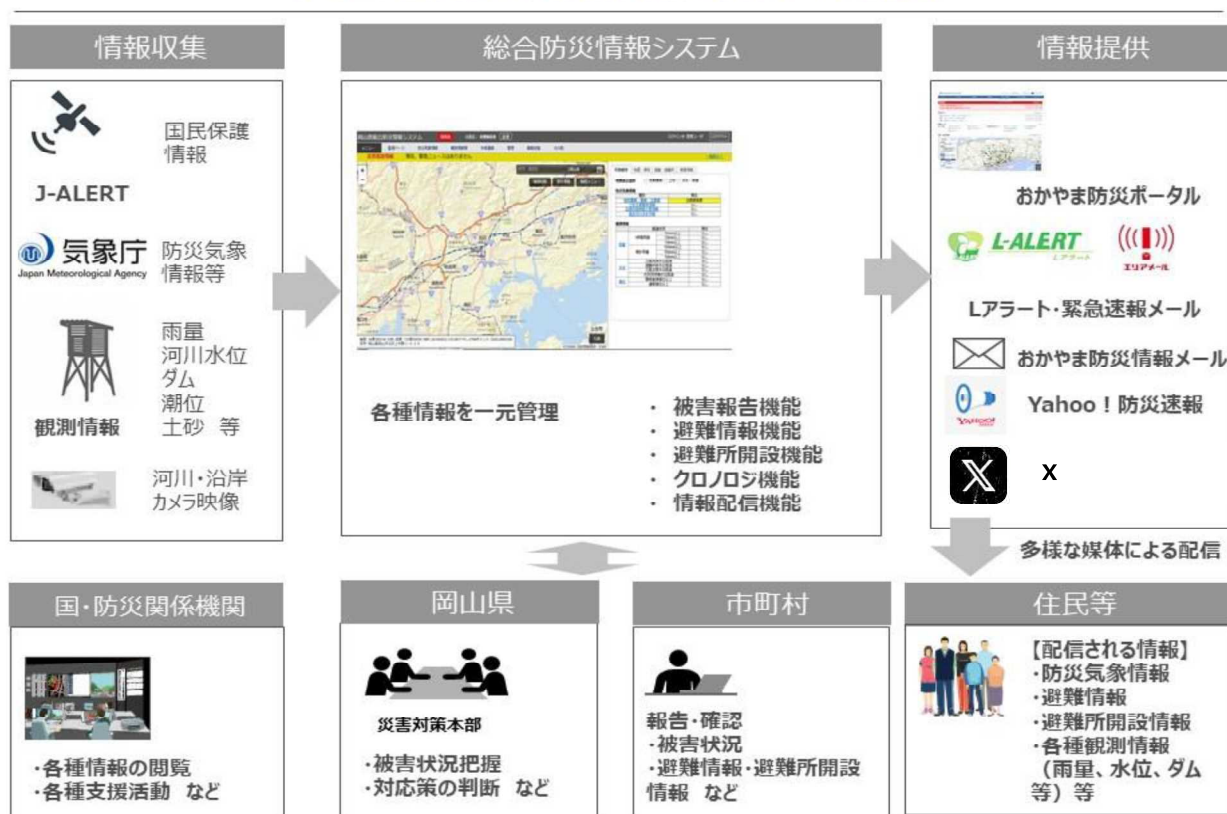 情報収集
国民保護
情報
J-ALERT
気象庁
Japan Meteorological Agency
防災気象
情報等
観測情報
雨量
河川水位
ダム
潮位
土砂 等
河川・沿岸
カメラ映像
総合防災情報システム
各種情報を一元管理
・ 被害報告機能
・ 避難情報機能
・ 避難所開設機能
・ クロノロジ機能
・ 情報配信機能
情報提供
おかやま防災ポータル
L-ALERT
Lアラート
エリアメール
Lアラート・緊急速報メール
おかやま防災情報メール
Yahoo!防災速報
X
多様な媒体による配信
国・防災関係機関
・各種情報の閲覧
・各種支援活動 など
岡山県
災害対策本部
・被害状況把握
・対応策の判断 など
市町村
報告・確認
・被害状況
・避難情報・避難所開設
情報 など
住民等
【配信される情報】
・防災気象情報
・避難情報
・避難所開設情報
・各種観測情報
(雨量、水位、ダム
等)等